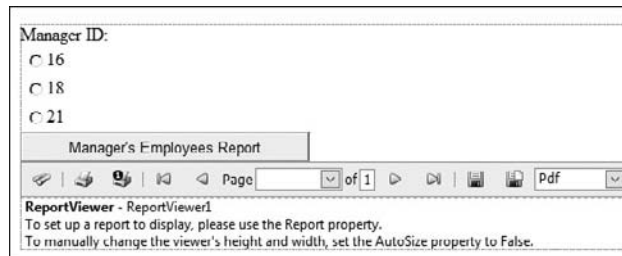 Manager ID:
16
18
21
Manager's Employees Report
Page of 1 Pdf
ReportViewer - ReportViewer1
To set up a report to display, please use the Report property.
To manually change the viewer's height and width, set the AutoSize property to False.